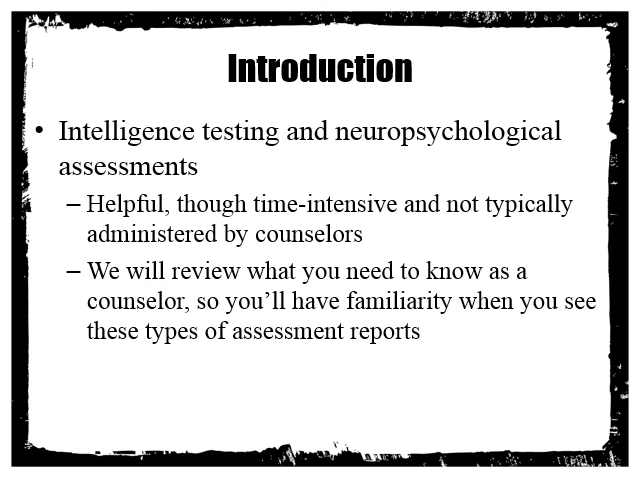 Introduction
• Intelligence testing and neuropsychological
assessments
– Helpful, though time-intensive and not typically
administered by counselors
– We will review what you need to know as a
counselor, so you’ll have familiarity when you see
these types of assessment reports